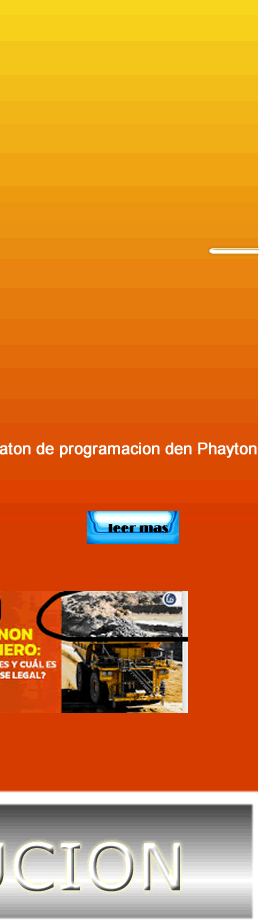 aton de programacion den Phayton
leer mas
NON
NERO:
ES Y CUÁL ES
SE LEGAL?
UCION